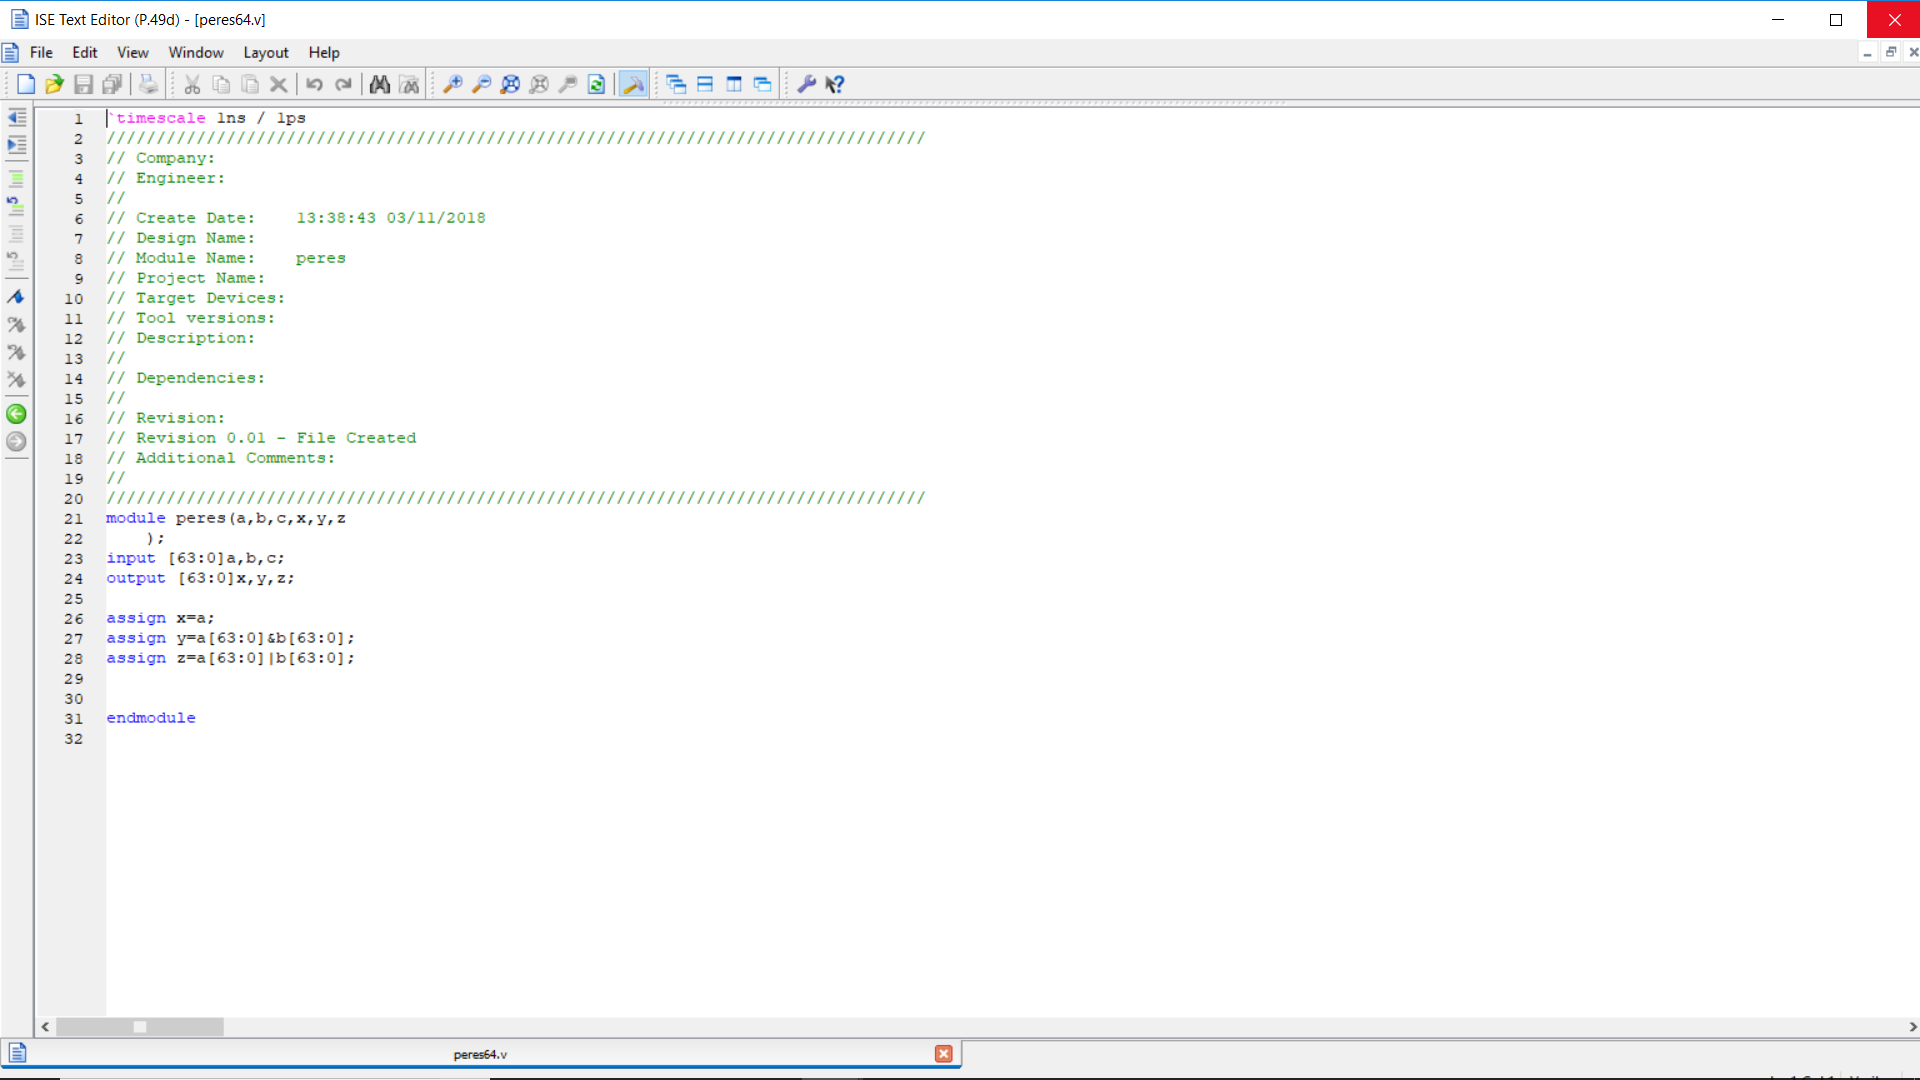 ISE Text Editor (P.49d) - [peres64.v]
File Edit View Window Layout Help
1 `timescale 1ns / 1ps
2 //////////////////////////////////////////////////////////////////////////////////
3 // Company:
4 // Engineer:
5 //
6 // Create Date:    13:38:43 03/11/2018
7 // Design Name:
8 // Module Name:    peres
9 // Project Name:
10 // Target Devices:
11 // Tool versions:
12 // Description:
13 //
14 // Dependencies:
15 //
16 // Revision:
17 // Revision 0.01 - File Created
18 // Additional Comments:
19 //
20 //////////////////////////////////////////////////////////////////////////////////
21 module peres(a,b,c,x,y,z
22     );
23 input [63:0]a,b,c;
24 output [63:0]x,y,z;
25
26 assign x=a;
27 assign y=a[63:0]&b[63:0];
28 assign z=a[63:0]|b[63:0];
29
30
31 endmodule
32
peres64.v